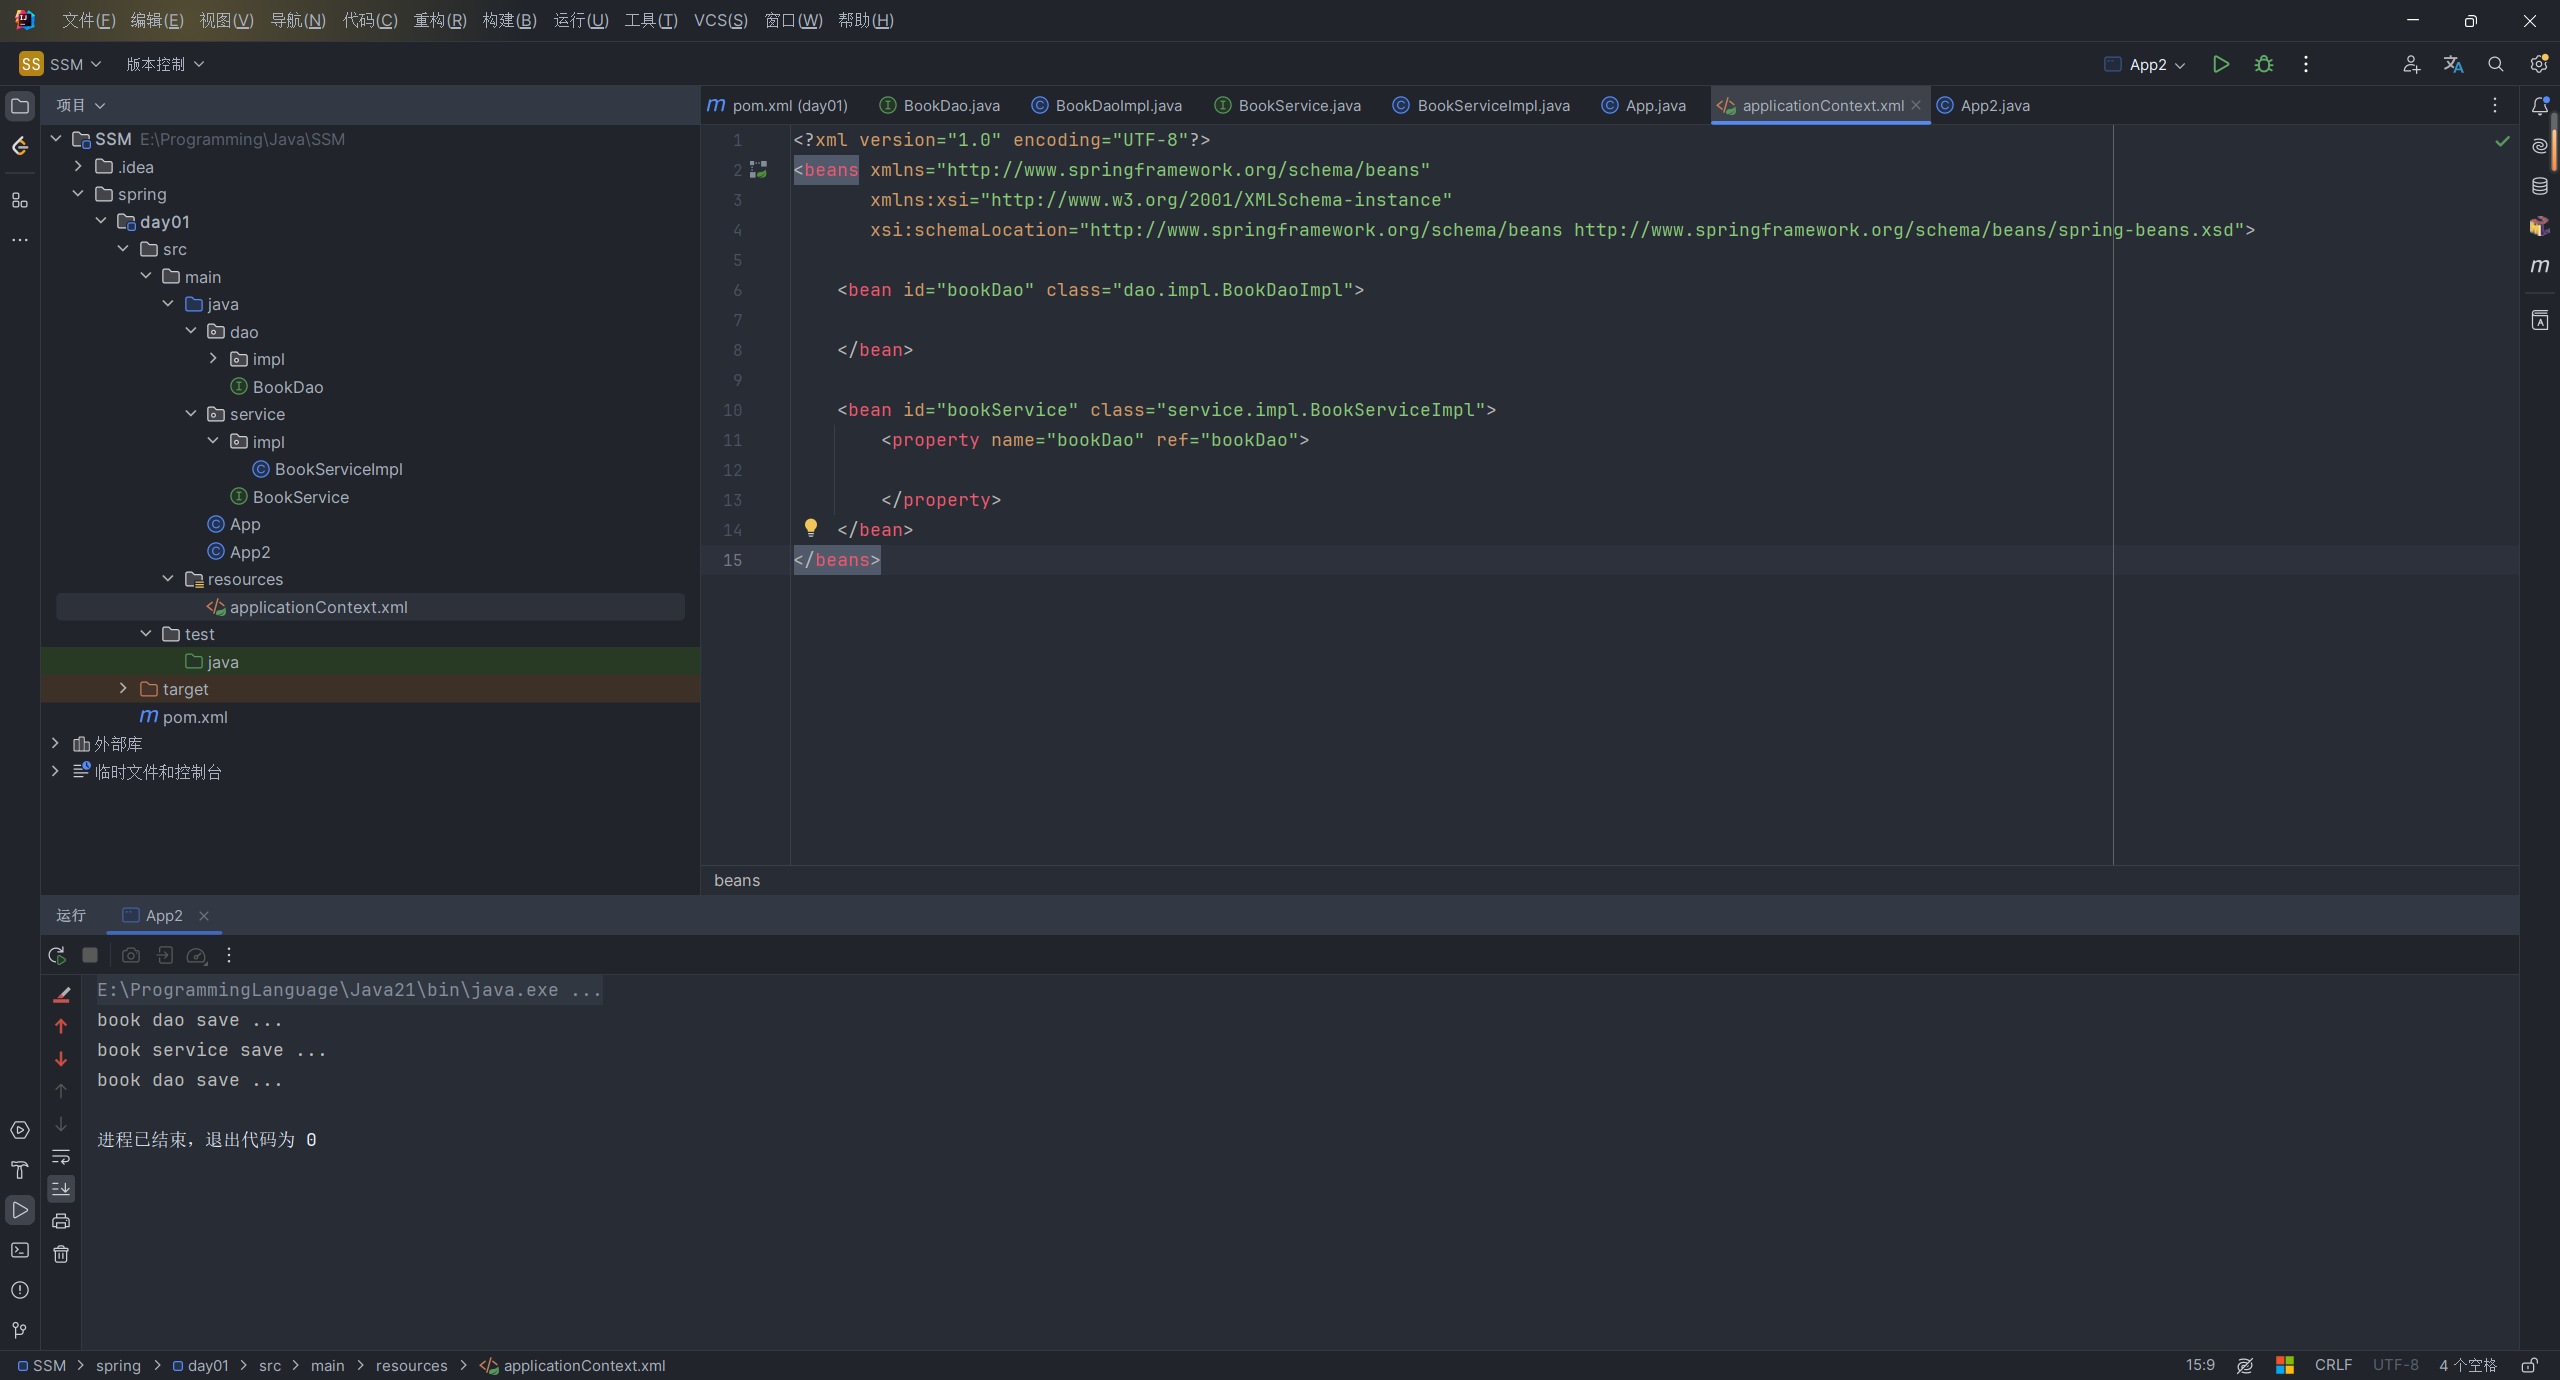 文件(F) 编辑(E) 视图(V) 导航(N) 代码(C) 重构(R) 构建(B) 运行(U) 工具(T) VCS(S) 窗口(W) 帮助(H)
SS SSM 版本控制 App2
项目
SSM E:\Programming\Java\SSM
.idea
spring
day01
src
main
java
dao
impl
BookDao
service
impl
BookServiceImpl
BookService
App
App2
resources
applicationContext.xml
test
java
target
pom.xml
外部库
临时文件和控制台
pom.xml (day01) BookDao.java BookDaoImpl.java BookService.java BookServiceImpl.java App.java applicationContext.xml App2.java
1 <?xml version="1.0" encoding="UTF-8"?>
2 <beans xmlns="http://www.springframework.org/schema/beans"
3 xmlns:xsi="http://www.w3.org/2001/XMLSchema-instance"
4 xsi:schemaLocation="http://www.springframework.org/schema/beans http://www.springframework.org/schema/beans/spring-beans.xsd">
5
6 <bean id="bookDao" class="dao.impl.BookDaoImpl">
7
8 </bean>
9
10 <bean id="bookService" class="service.impl.BookServiceImpl">
11 <property name="bookDao" ref="bookDao">
12
13 </property>
14 </bean>
15 </beans>
beans
运行 App2
E:\ProgrammingLanguage\Java21\bin\java.exe ...
book dao save ...
book service save ...
book dao save ...
进程已结束，退出代码为 0
SSM > spring > day01 > src > main > resources > applicationContext.xml
15:9 CRLF UTF-8 4 个空格